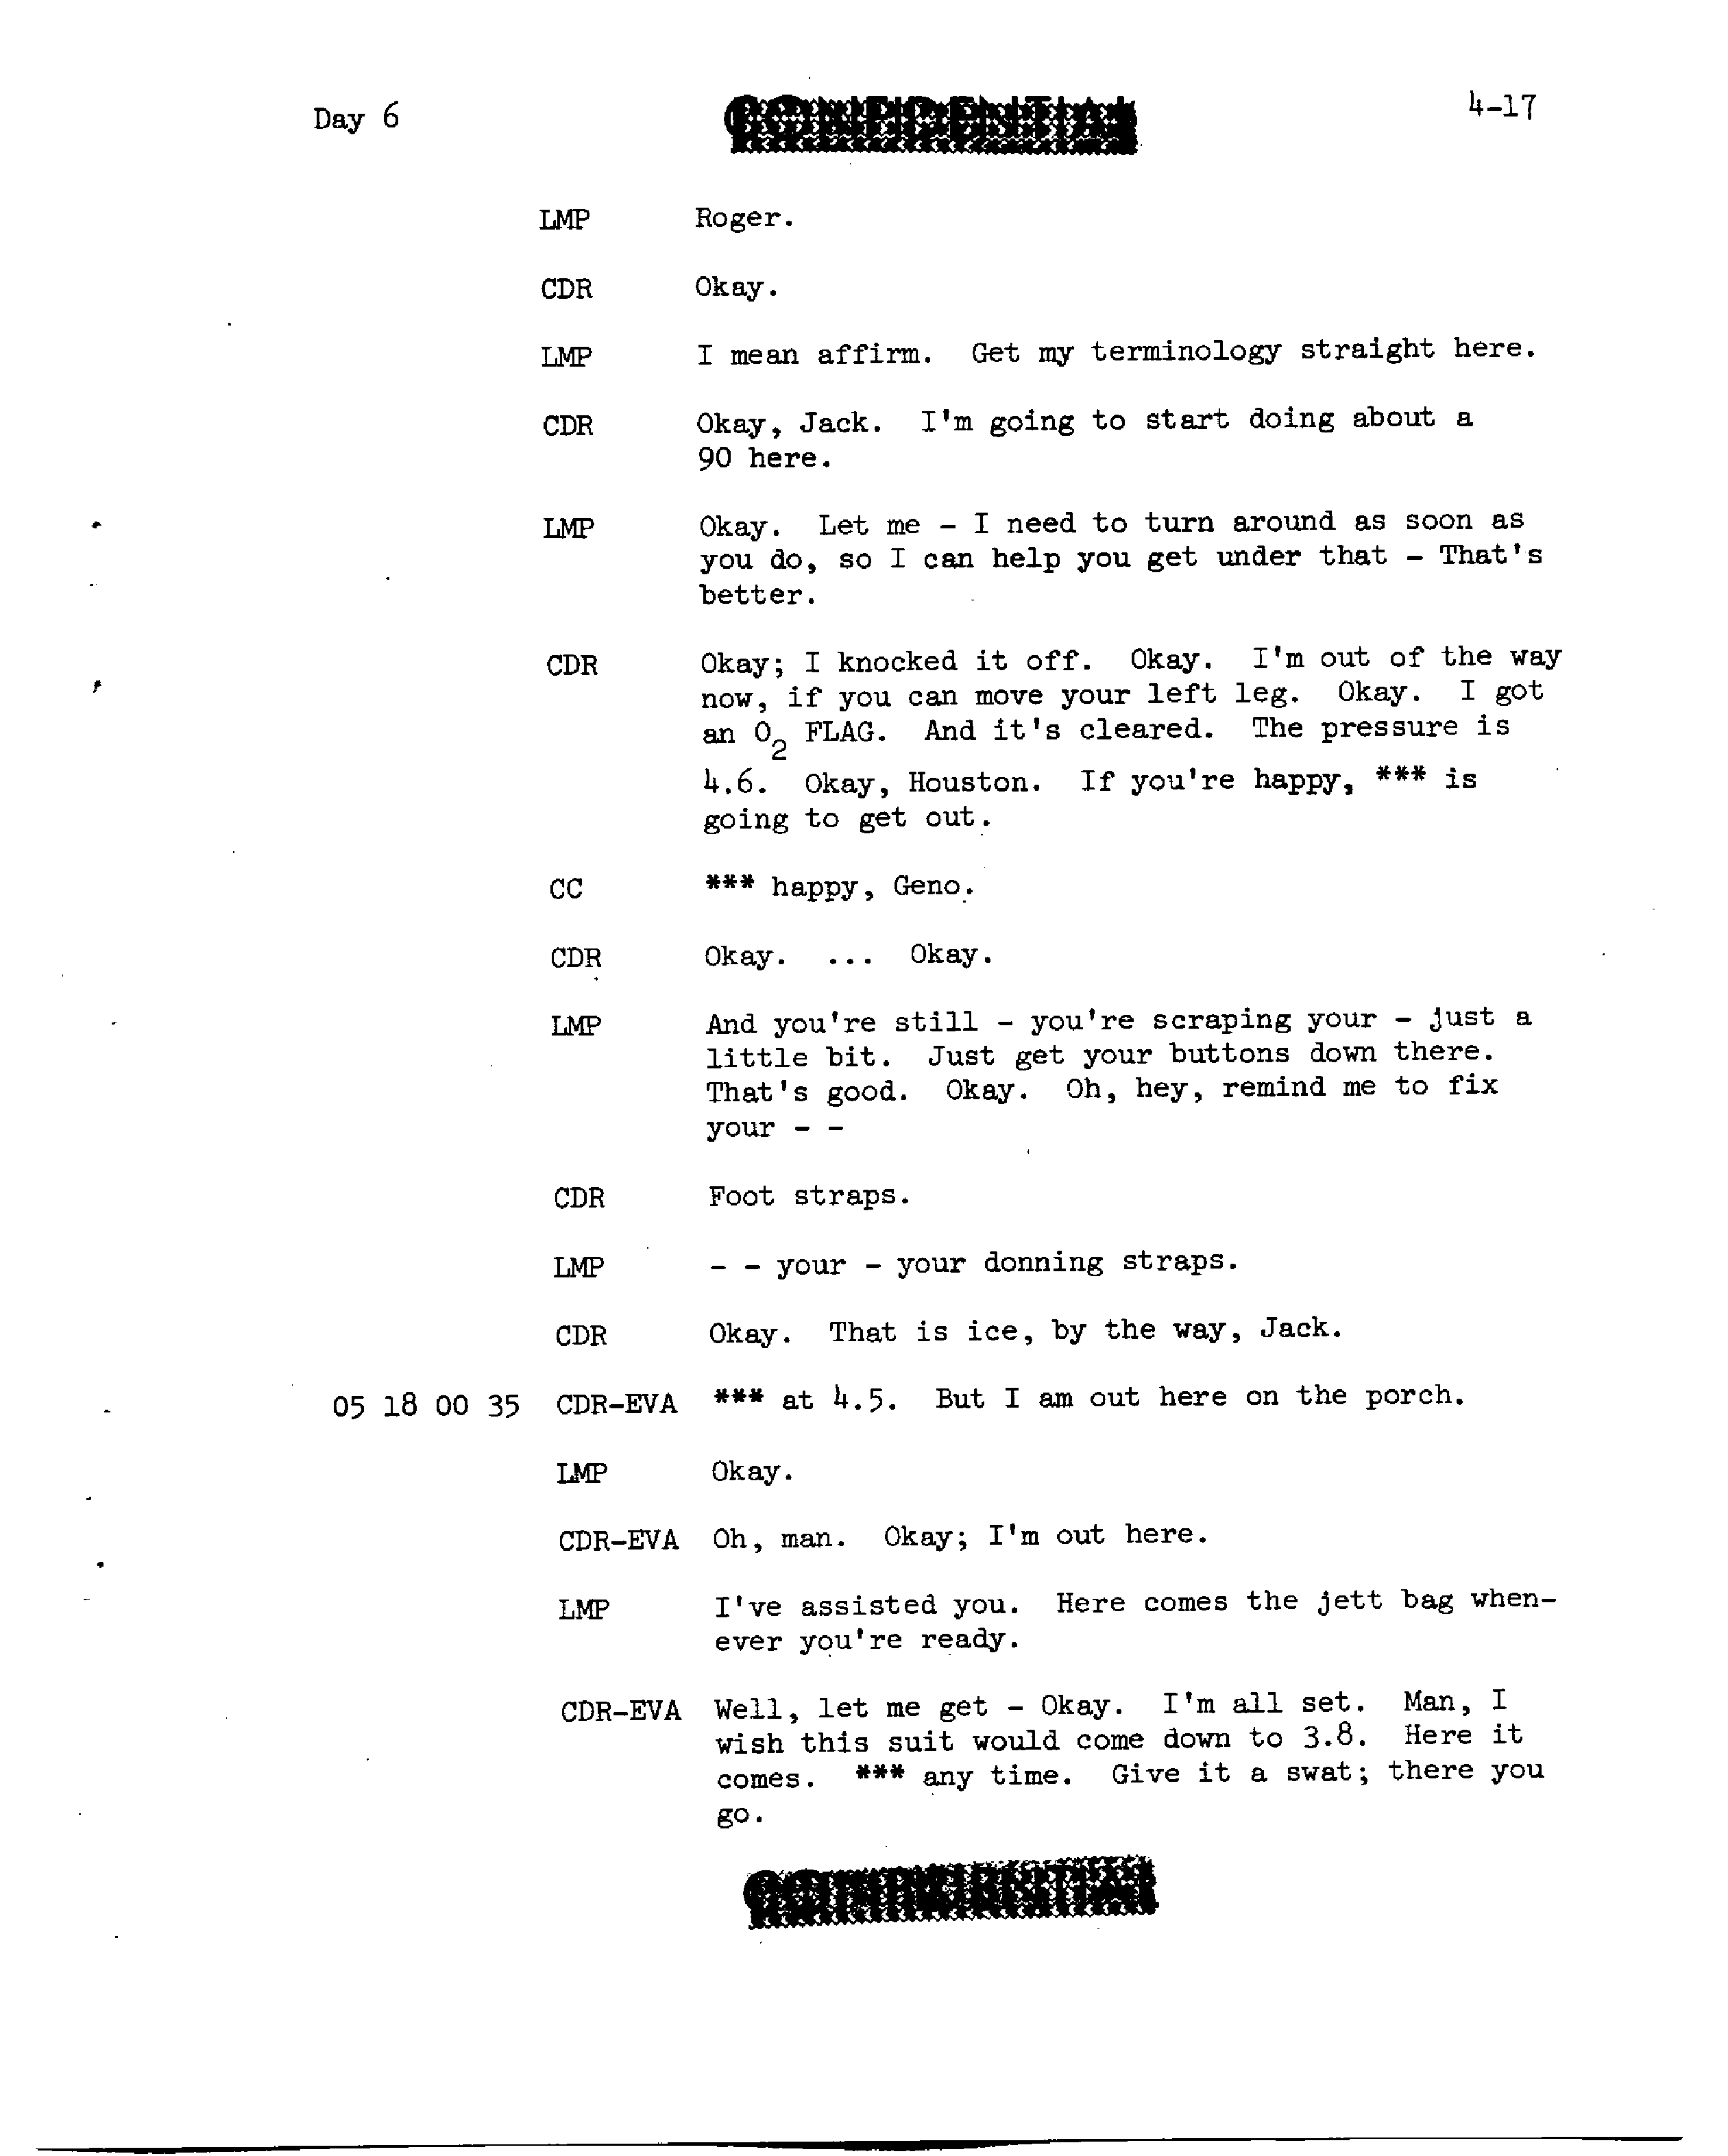 Day 6
CONFIDENTIAL
4-17
LMP Roger.
CDR Okay.
LMP I mean affirm. Get my terminology straight here.
CDR Okay, Jack. I'm going to start doing about a
90 here.
LMP Okay. Let me - I need to turn around as soon as
you do, so I can help you get under that - That's
better.
CDR Okay; I knocked it off. Okay. I'm out of the way
now, if you can move your left leg. Okay. I got
an O2 FLAG. And it's cleared. The pressure is
4.6. Okay, Houston. If you're happy, *** is
going to get out.
CC *** happy, Geno.
CDR Okay. ... Okay.
LMP And you're still - you're scraping your - just a
little bit. Just get your buttons down there.
That's good. Okay. Oh, hey, remind me to fix
your - -
CDR Foot straps.
LMP - - your - your donning straps.
CDR Okay. That is ice, by the way, Jack.
05 18 00 35 CDR-EVA *** at 4.5. But I am out here on the porch.
LMP Okay.
CDR-EVA Oh, man. Okay; I'm out here.
LMP I've assisted you. Here comes the jett bag when-
ever you're ready.
CDR-EVA Well, let me get - Okay. I'm all set. Man, I
wish this suit would come down to 3.8. Here it
comes. *** any time. Give it a swat; there you
go.
CONFIDENTIAL